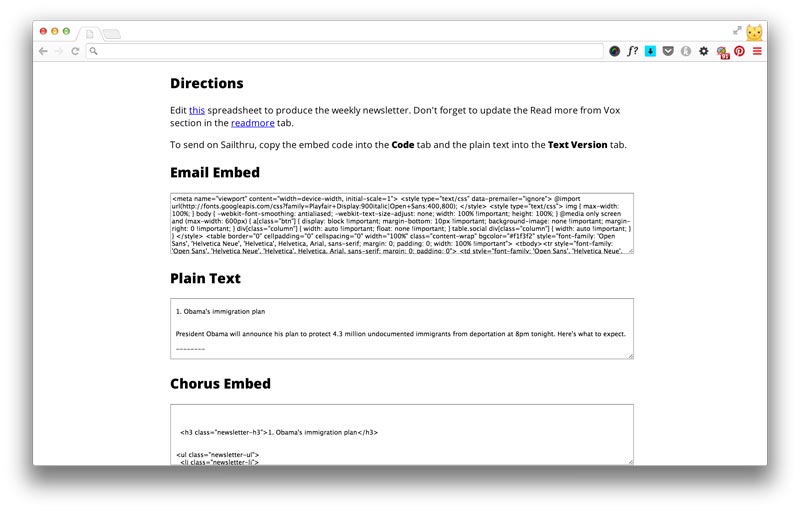 f?
91
Directions
Edit this spreadsheet to produce the weekly newsletter. Don't forget to update the Read more from Vox
section in the readmore tab.
To send on Sailthru, copy the embed code into the Code tab and the plain text into the Text Version tab.
Email Embed
<meta name="viewport" content="width=device-width, initial-scale=1"> <style type="text/css" data-premailer="ignore"> @import
url(http://fonts.googleapis.com/css?family=Playfair+Display:900italic|Open+Sans:400,800); </style> <style type="text/css"> img { max-width:
100%; } body { -webkit-font-smoothing: antialiased; -webkit-text-size-adjust: none; width: 100% !important; height: 100%; } @media only screen
and (max-width: 600px) { a[class="btn"] { display: block !important; margin-bottom: 10px !important; background-image: none !important; margin-
right: 0 !important; } div[class="column"] { width: auto !important; float: none !important; } table.social div[class="column"] { width: auto !important; }
} </style> <table border="0" cellpadding="0" cellspacing="0" width="100%" class="content-wrap" bgcolor="#f1f3f2" style="font-family: 'Open
Sans', 'Helvetica Neue', 'Helvetica', Helvetica, Arial, sans-serif; margin: 0; padding: 0; width: 100% !important"> <tbody><tr style="font-family:
'Open Sans', 'Helvetica Neue', 'Helvetica', Helvetica, Arial, sans-serif; margin: 0; padding: 0"> <td style="font-family: 'Open Sans', 'Helvetica Neue',
Plain Text
1. Obama's immigration plan
President Obama will announce his plan to protect 4.3 million undocumented immigrants from deportation at 8pm tonight. Here's what to expect.
--------
Chorus Embed
<h3 class="newsletter-h3">1. Obama's immigration plan</h3>
<ul class="newsletter-ul">
<li class="newsletter-li">